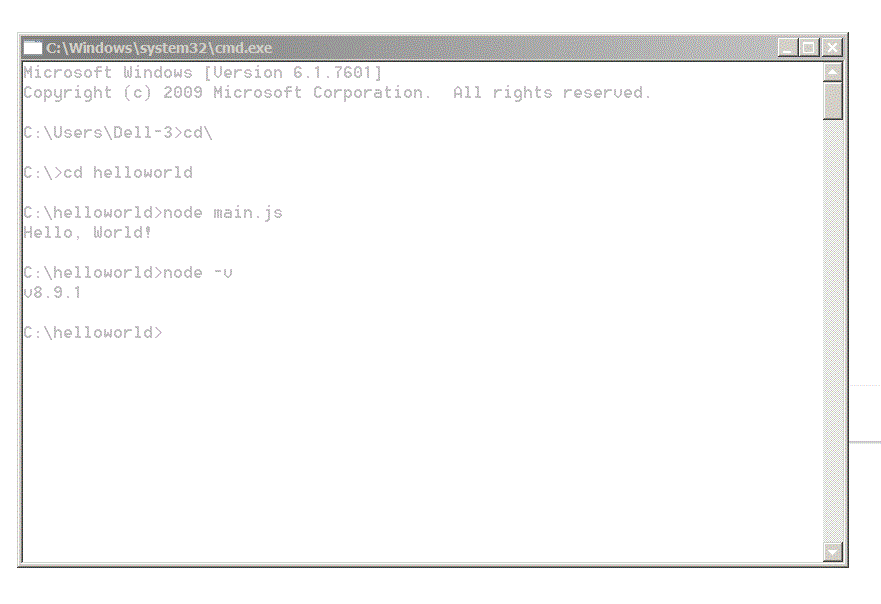 C:\Windows\system32\cmd.exe
Microsoft Windows [Version 6.1.7601]
Copyright (c) 2009 Microsoft Corporation.  All rights reserved.
C:\Users\Dell-3>cd\
C:\>cd helloworld
C:\helloworld>node main.js
Hello, World!
C:\helloworld>node -v
v8.9.1
C:\helloworld>